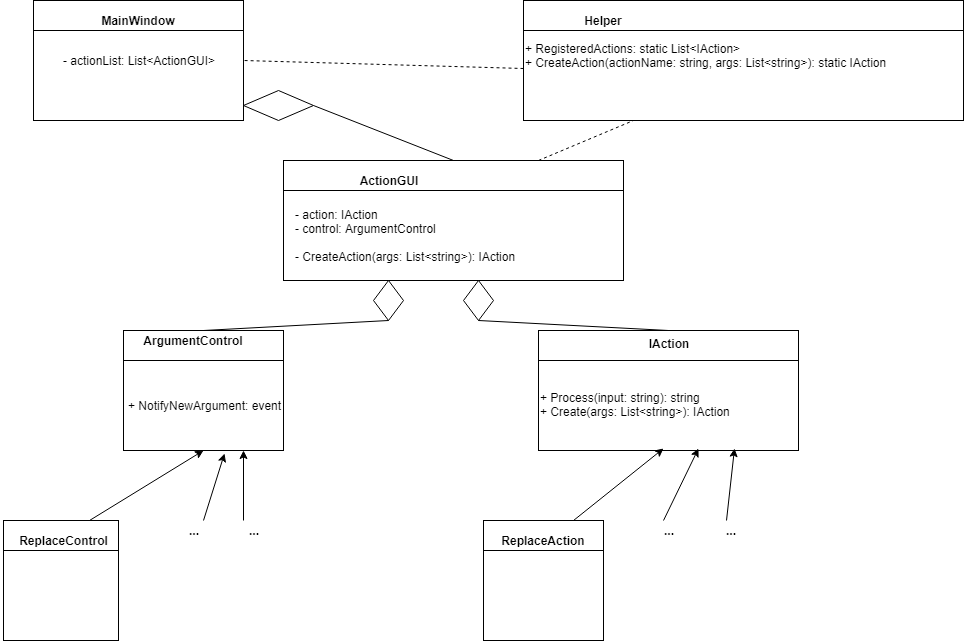 MainWindow
- actionList: List<ActionGUI>
Helper
+ RegisteredActions: static List<IAction>
+ CreateAction(actionName: string, args: List<string>): static IAction
ActionGUI
- action: IAction
- control: ArgumentControl
- CreateAction(args: List<string>): IAction
ArgumentControl
+ NotifyNewArgument: event
IAction
+ Process(input: string): string
+ Create(args: List<string>): IAction
ReplaceControl
...
...
ReplaceAction
...
...